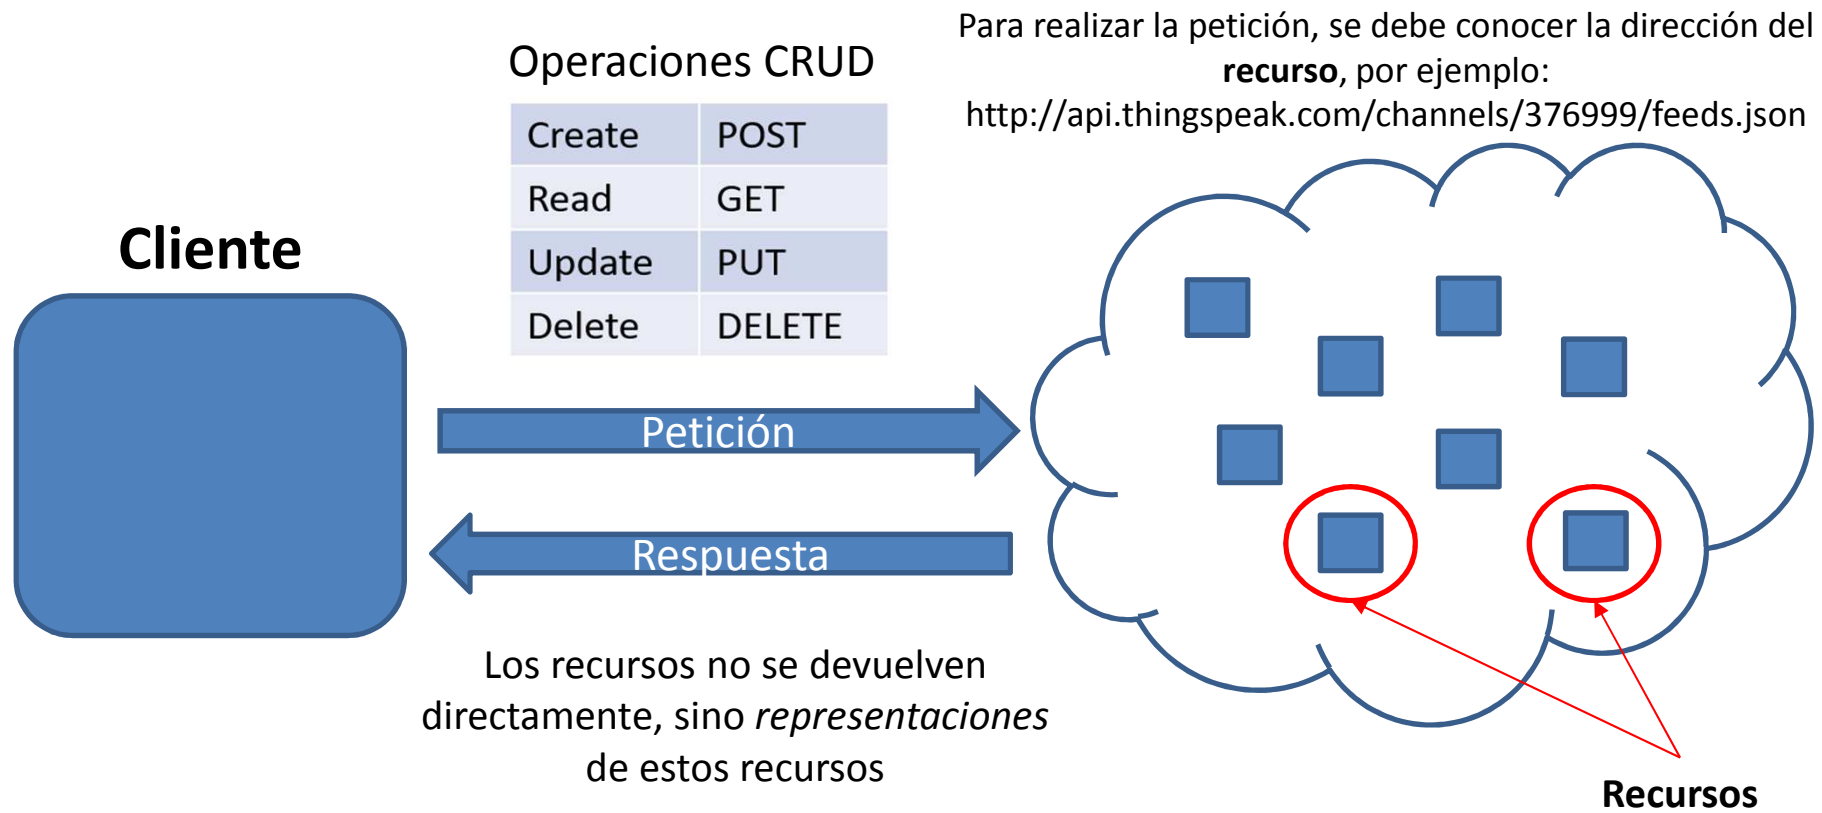 Para realizar la petición, se debe conocer la dirección del
recurso, por ejemplo:
http://api.thingspeak.com/channels/376999/feeds.json
Operaciones CRUD
Create POST
Read GET
Update PUT
Delete DELETE
Cliente
Petición
Respuesta
Los recursos no se devuelven
directamente, sino representaciones
de estos recursos
Recursos